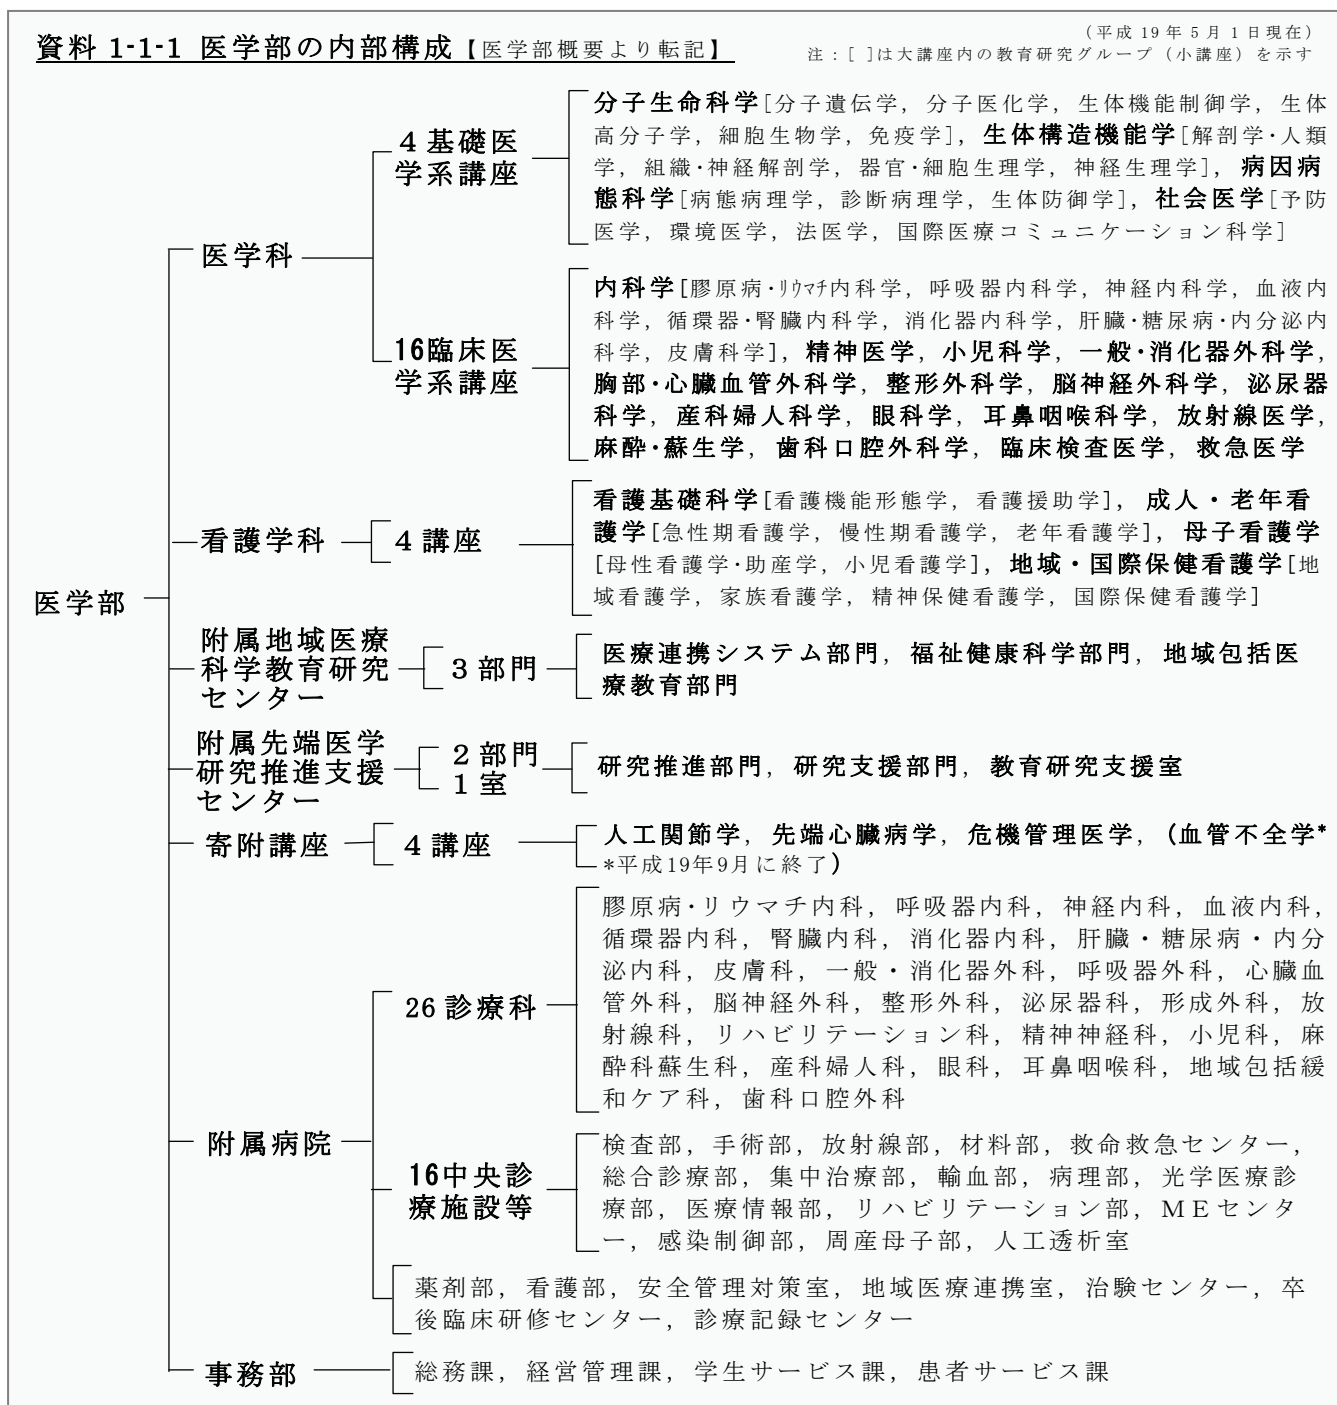 資料 1-1-1 医学部の内部構成【医学部概要より転記】
(平成 19 年 5 月 1 日現在)
注：[ ]は大講座内の教育研究グループ（小講座）を示す
医学部
医学科
4 基礎医
学系講座
分子生命科学[分子遺伝学, 分子医化学, 生体機能制御学, 生体
高分子学, 細胞生物学, 免疫学], 生体構造機能学[解剖学･人類
学, 組織･神経解剖学, 器官･細胞生理学, 神経生理学], 病因病
態科学[病態病理学, 診断病理学, 生体防御学], 社会医学[予防
医学, 環境医学, 法医学, 国際医療コミュニケーション科学]
16臨床医
学系講座
内科学[膠原病･ﾘｳﾏﾁ内科学, 呼吸器内科学, 神経内科学, 血液内
科学, 循環器･腎臓内科学, 消化器内科学, 肝臓･糖尿病･内分泌内
科学, 皮膚科学], 精神医学, 小児科学, 一般･消化器外科学,
胸部･心臓血管外科学, 整形外科学, 脳神経外科学, 泌尿器
科学, 産科婦人科学, 眼科学, 耳鼻咽喉科学, 放射線医学,
麻酔･蘇生学, 歯科口腔外科学, 臨床検査医学, 救急医学
看護学科
4 講座
看護基礎科学[看護機能形態学, 看護援助学], 成人・老年看
護学[急性期看護学, 慢性期看護学, 老年看護学], 母子看護学
[母性看護学･助産学, 小児看護学], 地域・国際保健看護学[地
域看護学, 家族看護学, 精神保健看護学, 国際保健看護学]
附属地域医療
科学教育研究
センター
3 部門
医療連携システム部門, 福祉健康科学部門, 地域包括医
療教育部門
附属先端医学
研究推進支援
センター
2 部門
1 室
研究推進部門, 研究支援部門, 教育研究支援室
寄附講座
4 講座
人工関節学, 先端心臓病学, 危機管理医学, (血管不全学*
*平成19年9月に終了)
附属病院
26 診療科
膠原病･リウマチ内科, 呼吸器内科, 神経内科, 血液内科,
循環器内科, 腎臓内科, 消化器内科, 肝臓・糖尿病・内分
泌内科, 皮膚科, 一般・消化器外科, 呼吸器外科, 心臓血
管外科, 脳神経外科, 整形外科, 泌尿器科, 形成外科, 放
射線科, リハビリテーション科, 精神神経科, 小児科, 麻
酔科蘇生科, 産科婦人科, 眼科, 耳鼻咽喉科, 地域包括緩
和ケア科, 歯科口腔外科
16中央診
療施設等
検査部, 手術部, 放射線部, 材料部, 救命救急センター,
総合診療部, 集中治療部, 輸血部, 病理部, 光学医療診
療部, 医療情報部, リハビリテーション部, ＭＥセンタ
ー, 感染制御部, 周産母子部, 人工透析室
薬剤部, 看護部, 安全管理対策室, 地域医療連携室, 治験センター, 卒
後臨床研修センター, 診療記録センター
事務部
総務課, 経営管理課, 学生サービス課, 患者サービス課